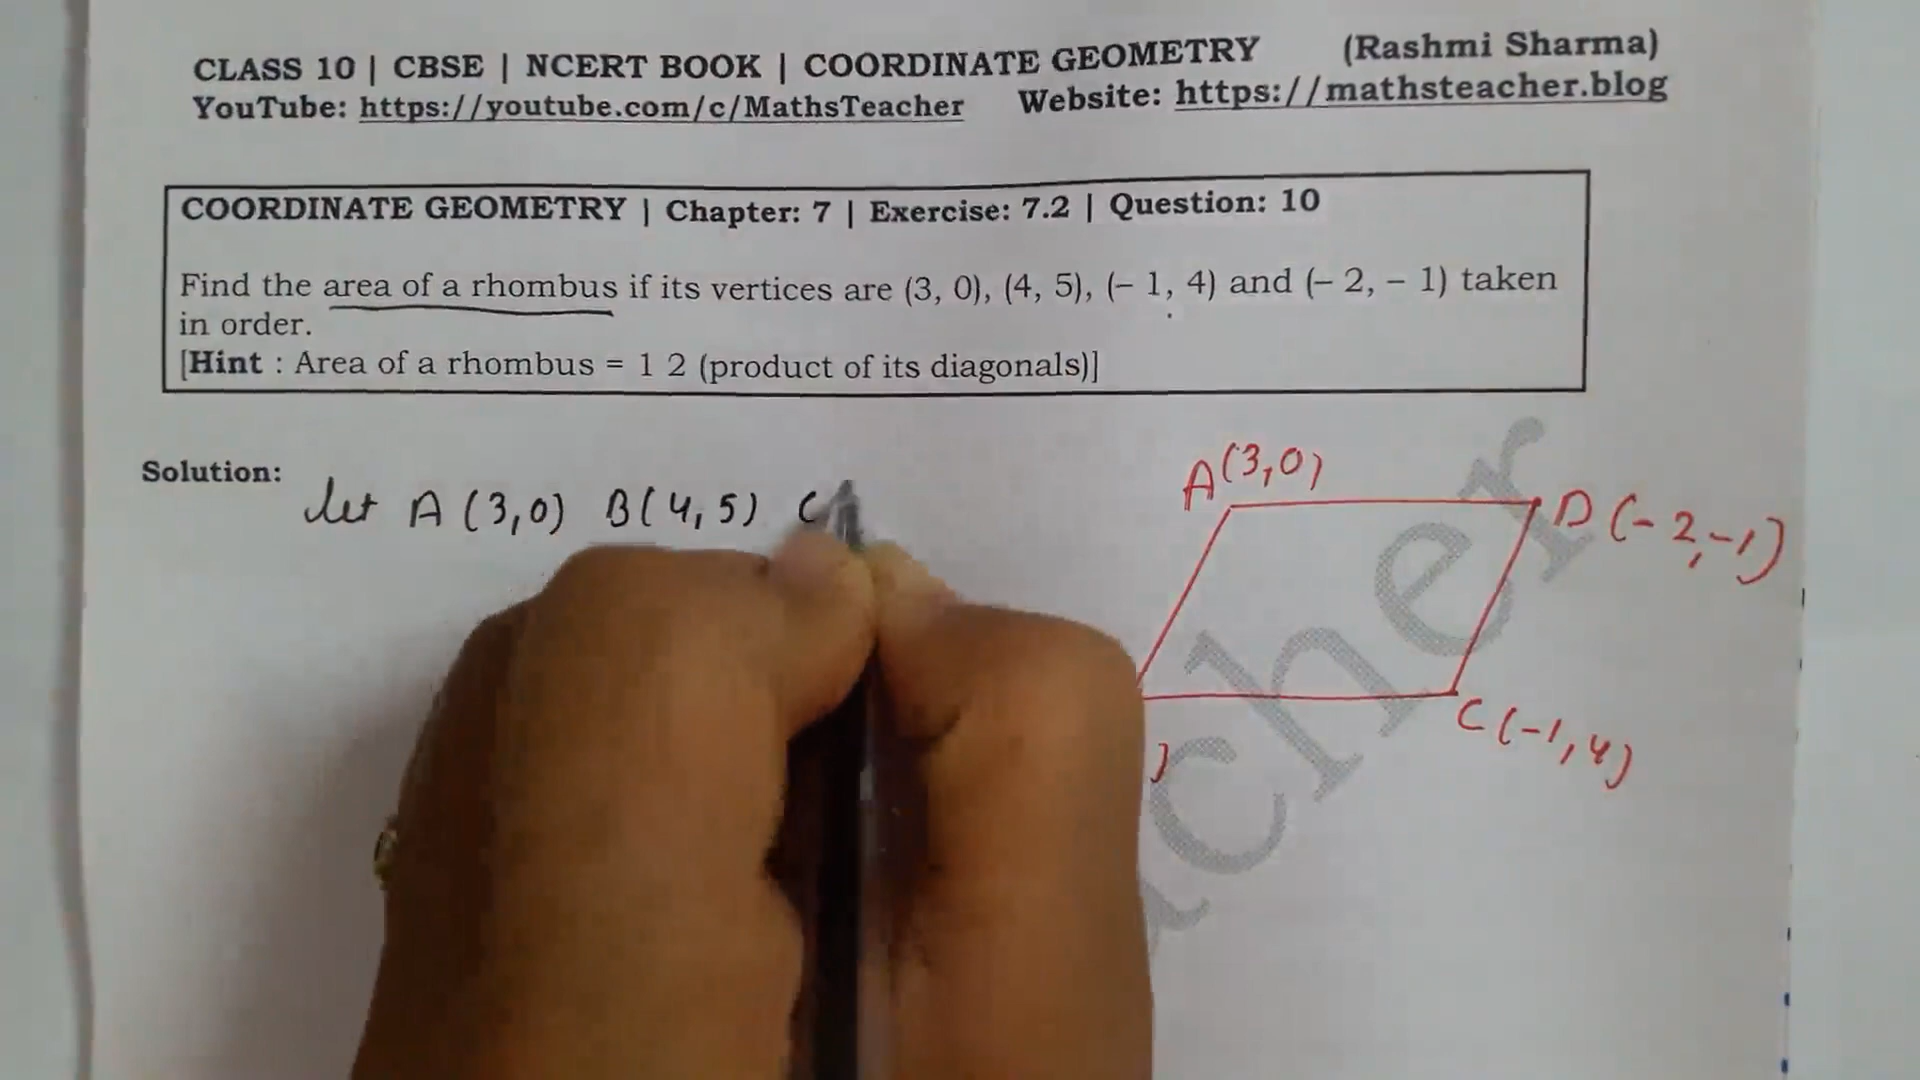 CLASS 10 | CBSE | NCERT BOOK | COORDINATE GEOMETRY (Rashmi Sharma)
YouTube: https://youtube.com/c/MathsTeacher Website: https://mathsteacher.blog
COORDINATE GEOMETRY | Chapter: 7 | Exercise: 7.2 | Question: 10
Find the area of a rhombus if its vertices are (3, 0), (4, 5), (– 1, 4) and (– 2, – 1) taken
in order.
[Hint : Area of a rhombus = 1 2 (product of its diagonals)]
Solution:
let A (3,0) B(4,5) C
A(3,0)
D(-2,-1)
C(-1,4)
)
cher